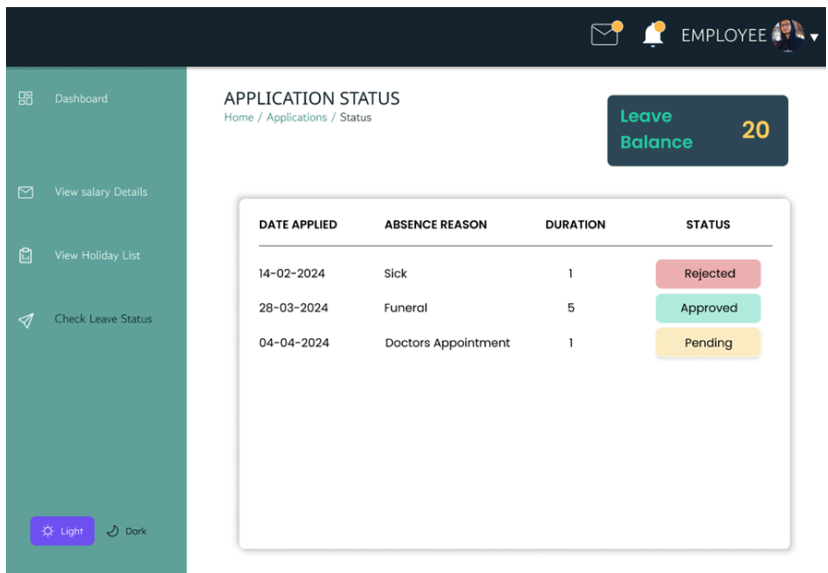 EMPLOYEE
Dashboard
View salary Details
View Holiday List
Check Leave Status
Light Dark
APPLICATION STATUS
Home / Applications / Status
Leave
Balance
20
DATE APPLIED ABSENCE REASON DURATION STATUS
14-02-2024 Sick 1 Rejected
28-03-2024 Funeral 5 Approved
04-04-2024 Doctors Appointment 1 Pending